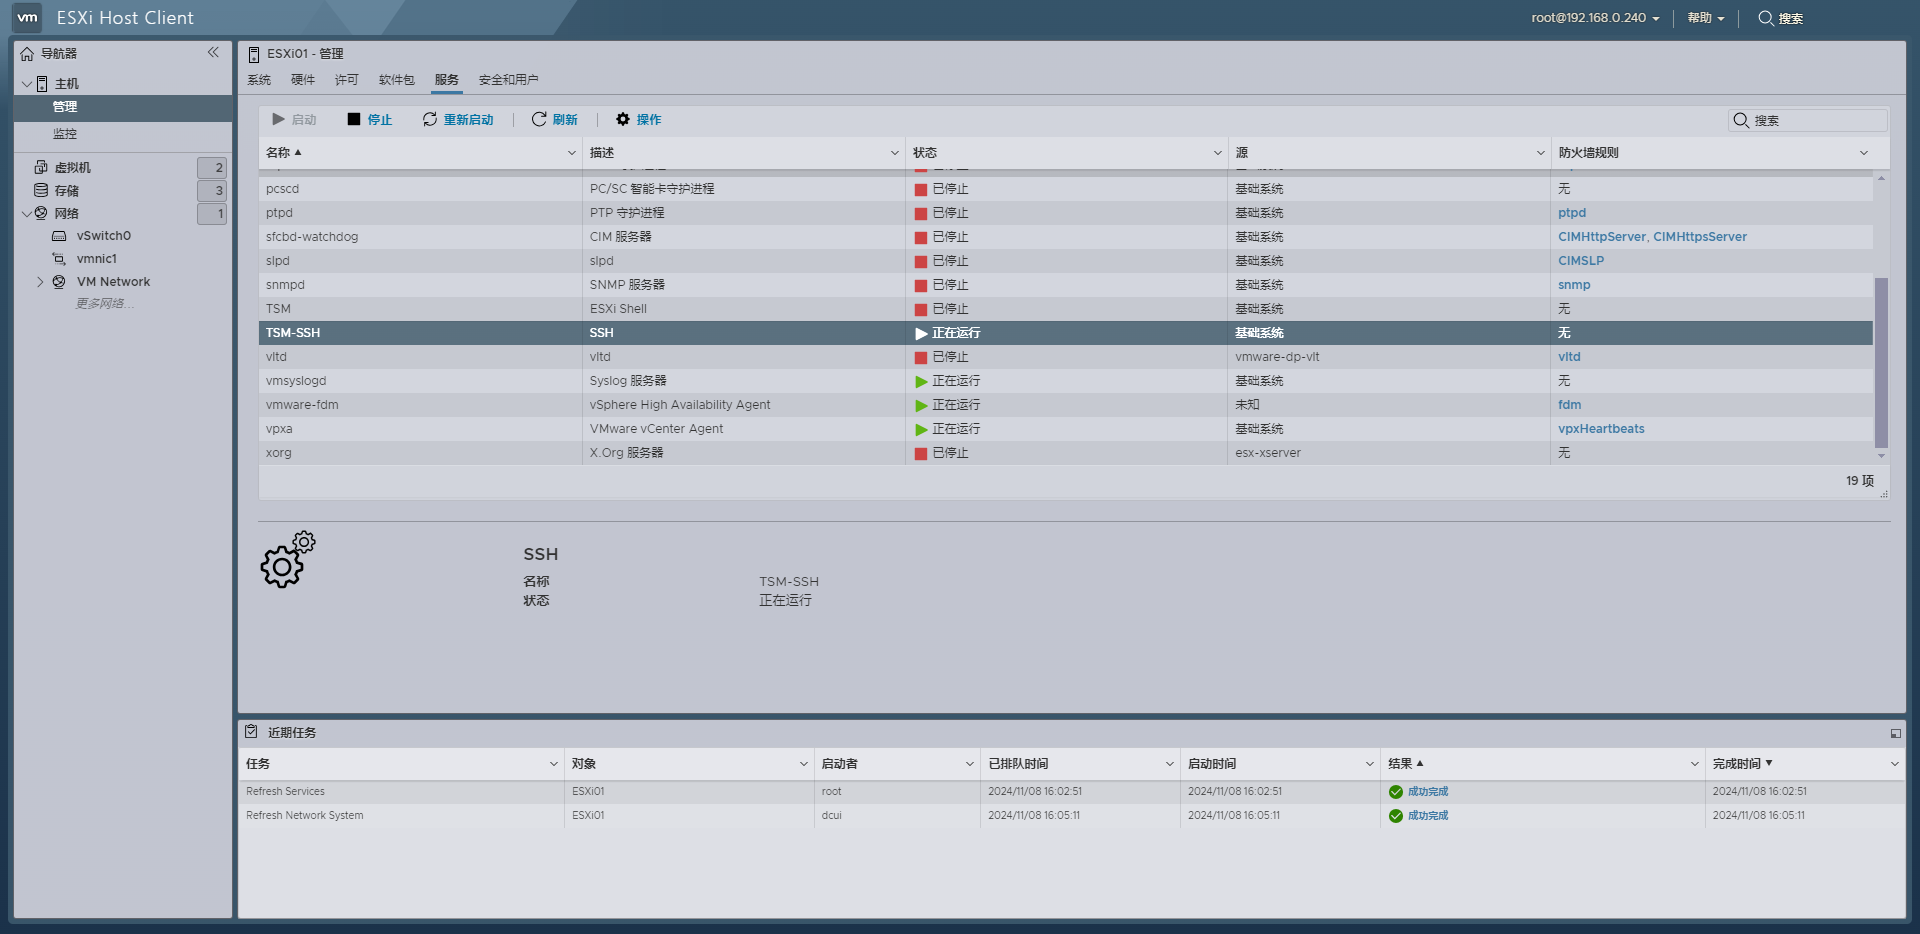 vm ESXi Host Client
root@192.168.0.240 帮助 搜索
导航器
主机
管理
监控
虚拟机 2
存储 3
网络 1
vSwitch0
vmnic1
VM Network
更多网络...
ESXi01 - 管理
系统 硬件 许可 软件包 服务 安全和用户
启动 停止 重新启动 刷新 操作 搜索
名称 描述 状态 源 防火墙规则
pcscd PC/SC 智能卡守护进程 已停止 基础系统 无
ptpd PTP 守护进程 已停止 基础系统 ptpd
sfcbd-watchdog CIM 服务器 已停止 基础系统 CIMHttpServer, CIMHttpsServer
slpd slpd 已停止 基础系统 CIMSLP
snmpd SNMP 服务器 已停止 基础系统 snmp
TSM ESXi Shell 已停止 基础系统 无
TSM-SSH SSH 正在运行 基础系统 无
vltd vltd 已停止 vmware-dp-vlt vltd
vmsyslogd Syslog 服务器 正在运行 基础系统 无
vmware-fdm vSphere High Availability Agent 正在运行 未知 fdm
vpxa VMware vCenter Agent 正在运行 基础系统 vpxHeartbeats
xorg X.Org 服务器 已停止 esx-xserver 无
19 项
SSH
名称 TSM-SSH
状态 正在运行
近期任务
任务 对象 启动者 已排队时间 启动时间 结果 完成时间
Refresh Services ESXi01 root 2024/11/08 16:02:51 2024/11/08 16:02:51 成功完成 2024/11/08 16:02:51
Refresh Network System ESXi01 dcui 2024/11/08 16:05:11 2024/11/08 16:05:11 成功完成 2024/11/08 16:05:11